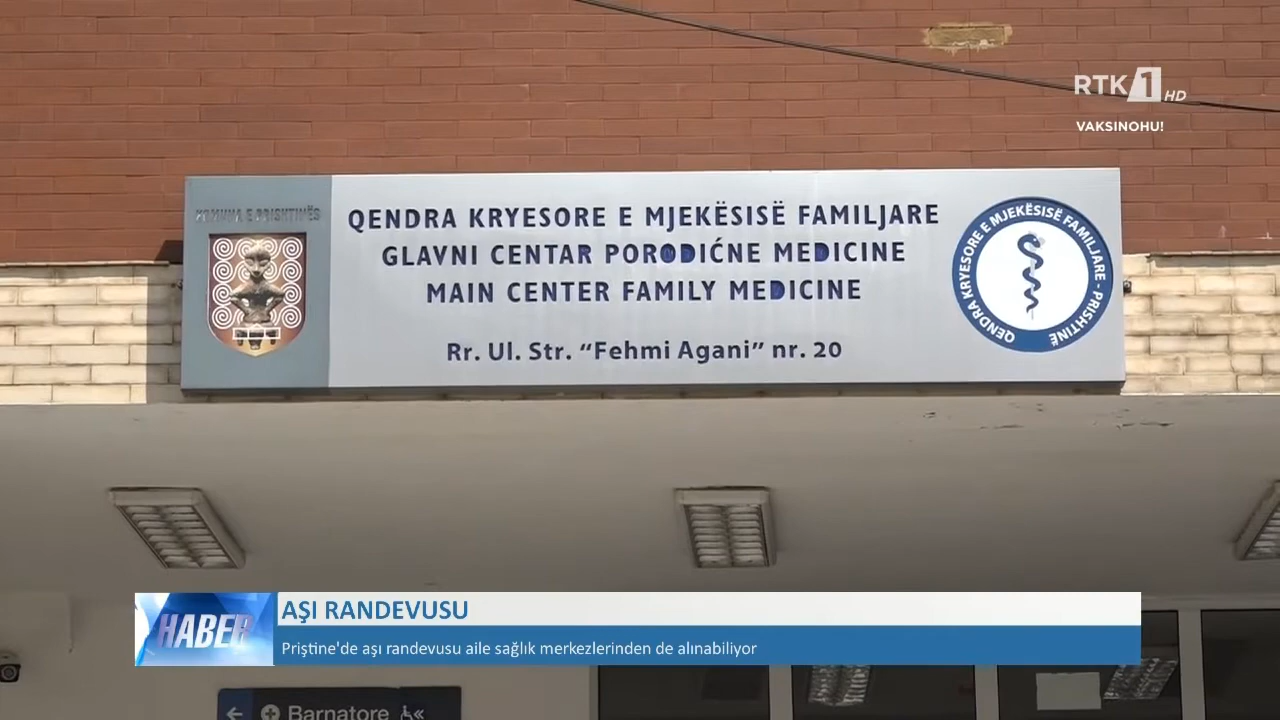 RTK 1 HD
VAKSINOHU!
KOMUNA E PRISHTINËS
QENDRA KRYESORE E MJEKËSISË FAMILJARE
GLAVNI CENTAR PORODIĆNE MEDICINE
MAIN CENTER FAMILY MEDICINE
Rr. Ul. Str. “Fehmi Agani” nr. 20
QENDRA KRYESORE E MJEKËSISË FAMILJARE - PRISHTINË
HABER
AŞI RANDEVUSU
Priştine'de aşı randevusu aile sağlık merkezlerinden de alınabiliyor
Barnatore